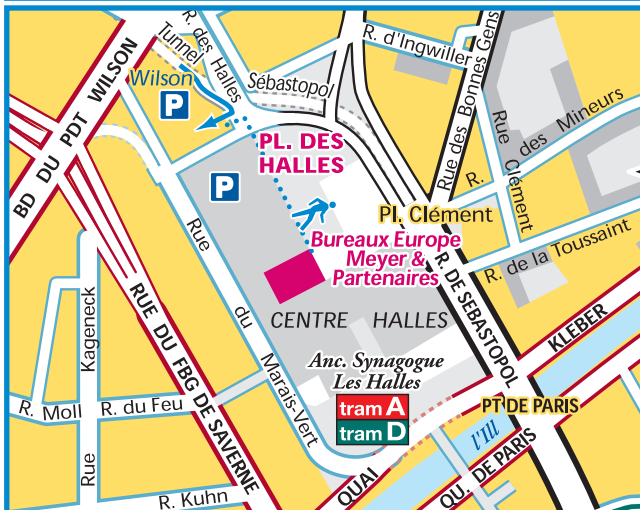 R. des Halles
Tunnel
Wilson
P
Sébastopol
R. d'Ingwiller
Rue des Bonnes Gens
Rue Clément
R. des Mineurs
BD DU PDT WILSON
PL. DES
HALLES
P
Pl. Clément
Bureaux Europe
Meyer &
Partenaires
R. de la Toussaint
R. DE SEBASTOPOL
Rue du Marais-Vert
CENTRE HALLES
KLEBER
Rue Kageneck
RUE DU FBG DE SAVERNE
Anc. Synagogue
Les Halles
tram A
tram D
R. Moll
R. du Feu
PT DE PARIS
l'Ill
QUAI
QU. DE PARIS
R. Kuhn